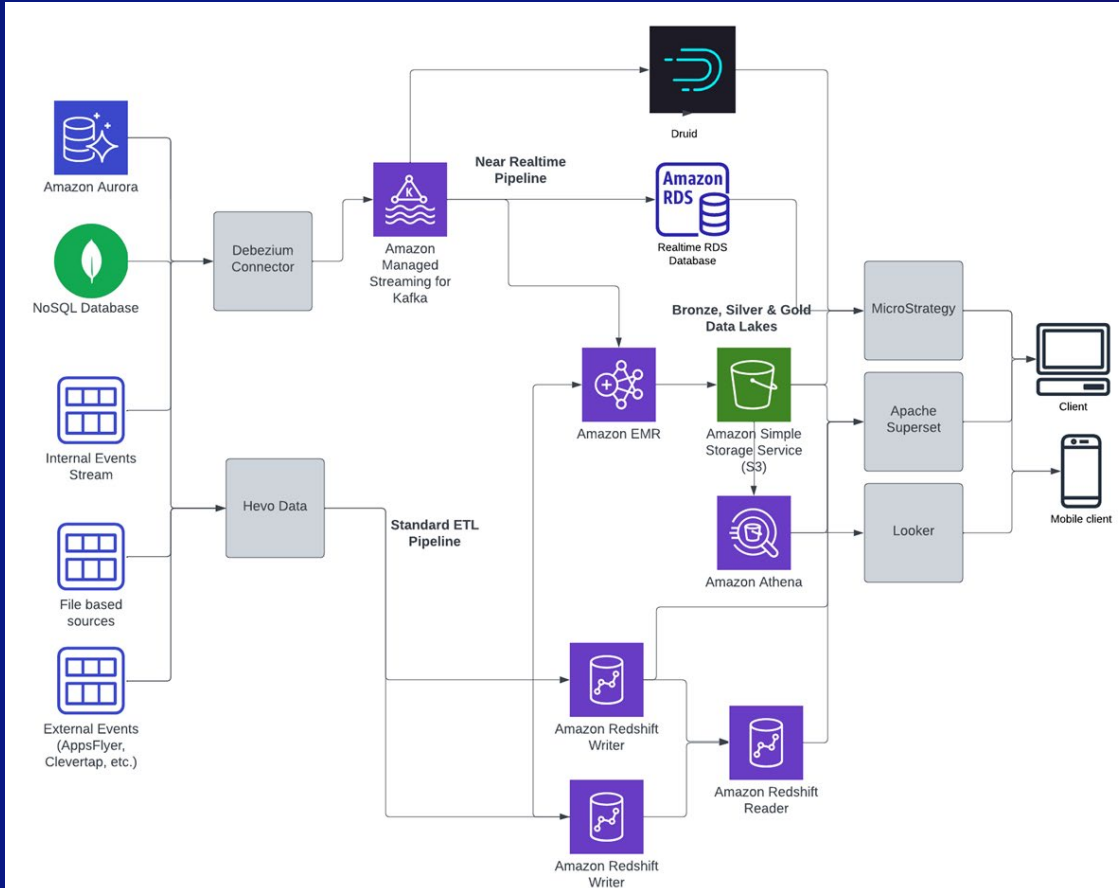 Druid
Amazon Aurora
Near Realtime
Pipeline
Amazon
RDS
Debezium
Connector
Amazon
Managed
Streaming for
Kafka
K
Realtime RDS
Database
NoSQL Database
Bronze, Silver & Gold
Data Lakes
MicroStrategy
Client
Internal Events
Stream
Amazon EMR
Amazon Simple
Storage Service
(S3)
Apache
Superset
Hevo Data
Standard ETL
Pipeline
Looker
Mobile client
File based
sources
Amazon Athena
External Events
(AppsFlyer,
Clevertap, etc.)
Amazon Redshift
Writer
Amazon Redshift
Reader
Amazon Redshift
Writer